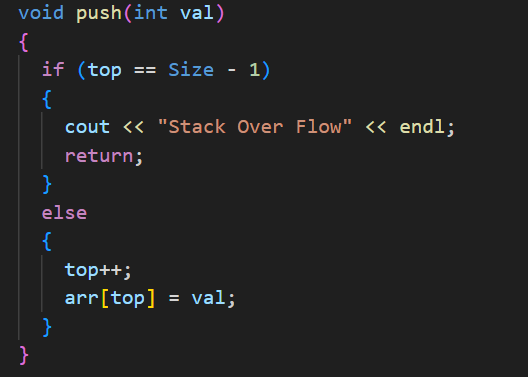 void push(int val)
{
  if (top == Size - 1)
  {
    cout << "Stack Over Flow" << endl;
    return;
  }
  else
  {
    top++;
    arr[top] = val;
  }
}